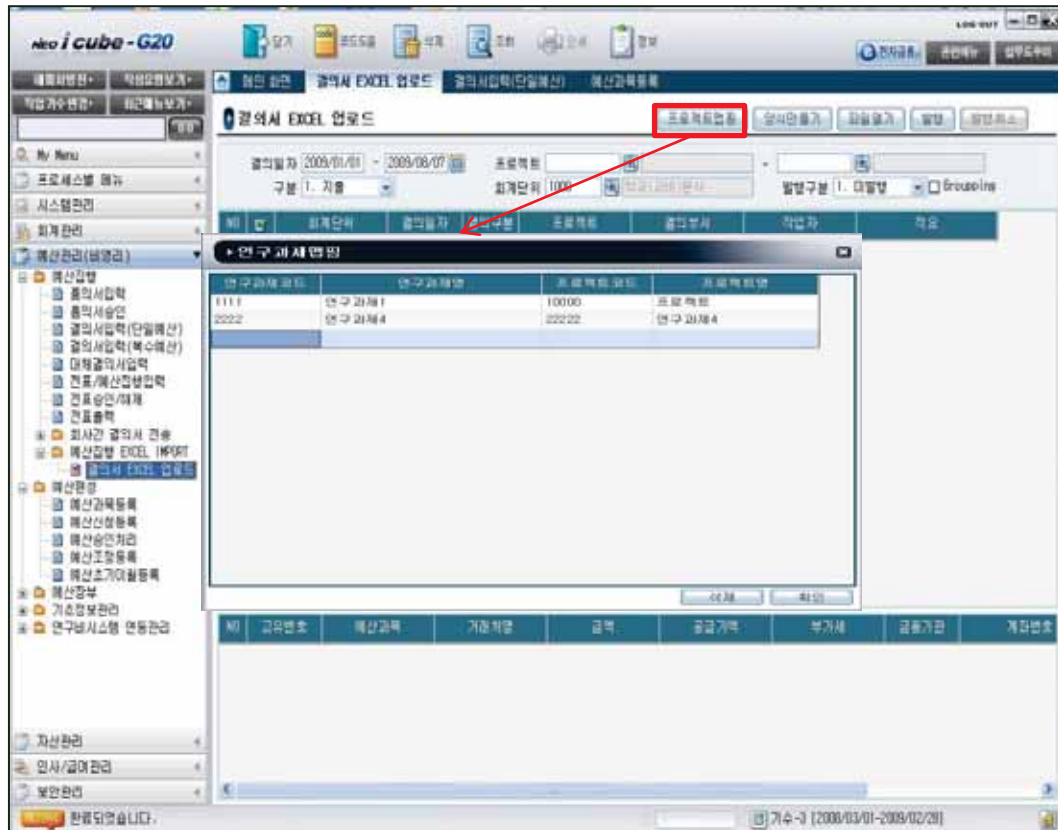 Neo i cube - G20
LOG OUT
닫기 코드도움 삭제 조회 인쇄 정보
전자금융 관련메뉴 업무도우미
메인 화면 결의서 EXCEL 업로드 결의서입력(단일예산) 예산과목등록
결의서 EXCEL 업로드
프로젝트맵핑 양식만들기 파일열기 발행 발행취소
My Menu
프로세스별 메뉴
시스템관리
회계관리
예산관리(비영리)
예산집행
품의서입력
품의서승인
결의서입력(단일예산)
결의서입력(복수예산)
대체결의서입력
전표/예산집행입력
전표승인/해제
전표출력
회사간 결의서 전송
예산집행 EXCEL IMPORT
결의서 EXCEL 업로드
예산편성
예산과목등록
예산신청등록
예산승인처리
예산조정등록
예산초기이월등록
예산장부
기초정보관리
연구비시스템 연동관리
자산관리
인사/급여관리
보안관리
결의일자 2009/01/01 - 2009/08/07 프로젝트 -
구분 1. 지출 회계단위 1000 발행구분 1. 미발행 Grouping
NO 회계단위 결의일자 결의구분 프로젝트 결의부서 작업자 적요
연구과제맵핑
연구과제코드 연구과제명 프로젝트코드 프로젝트명
1111 연구과제1 10000 프로젝트
2222 연구과제4 22222 연구과제4
삭제 확인
NO 고유번호 예산과목 거래처명 금액 공급가액 부가세 금융기관 계좌번호
완료되었습니다.
기수-3 [2008/03/01-2009/02/28]